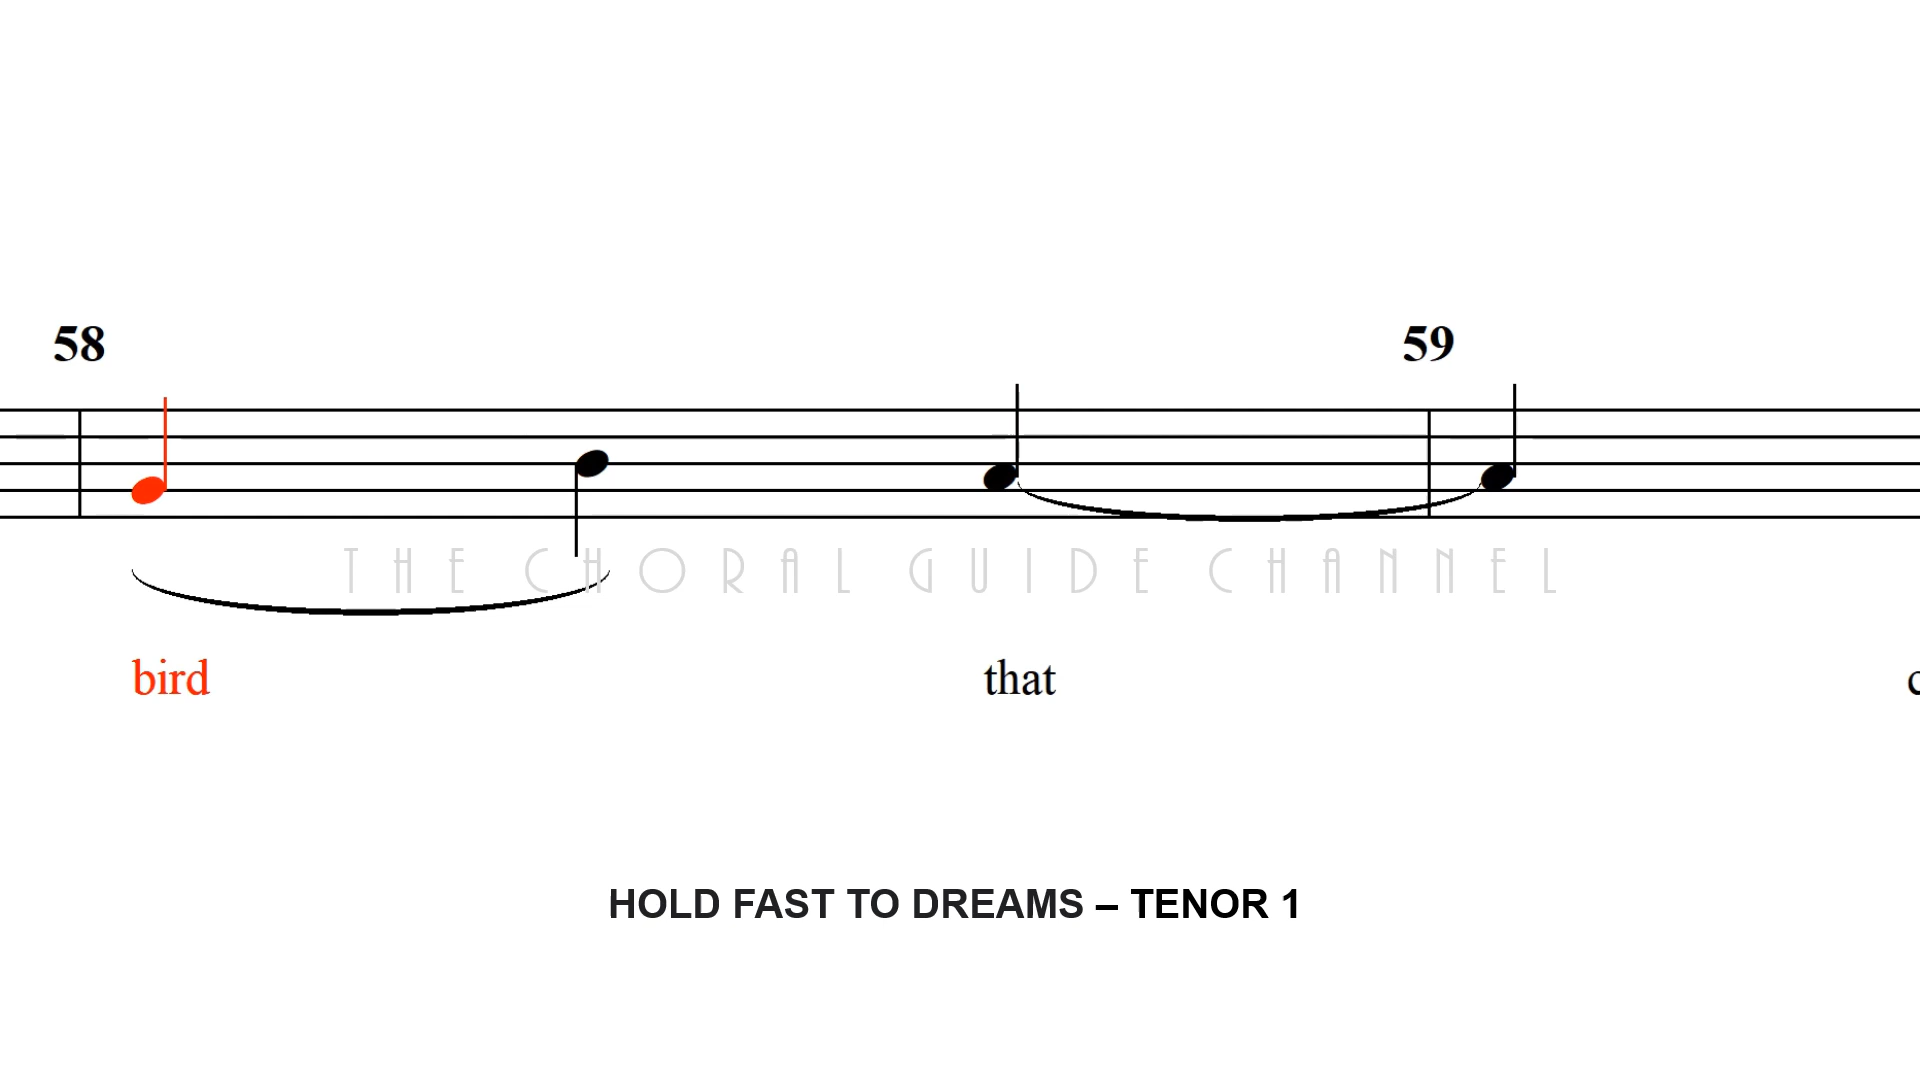 58 59
THE CHORAL GUIDE CHANNEL
bird that c
HOLD FAST TO DREAMS – TENOR 1